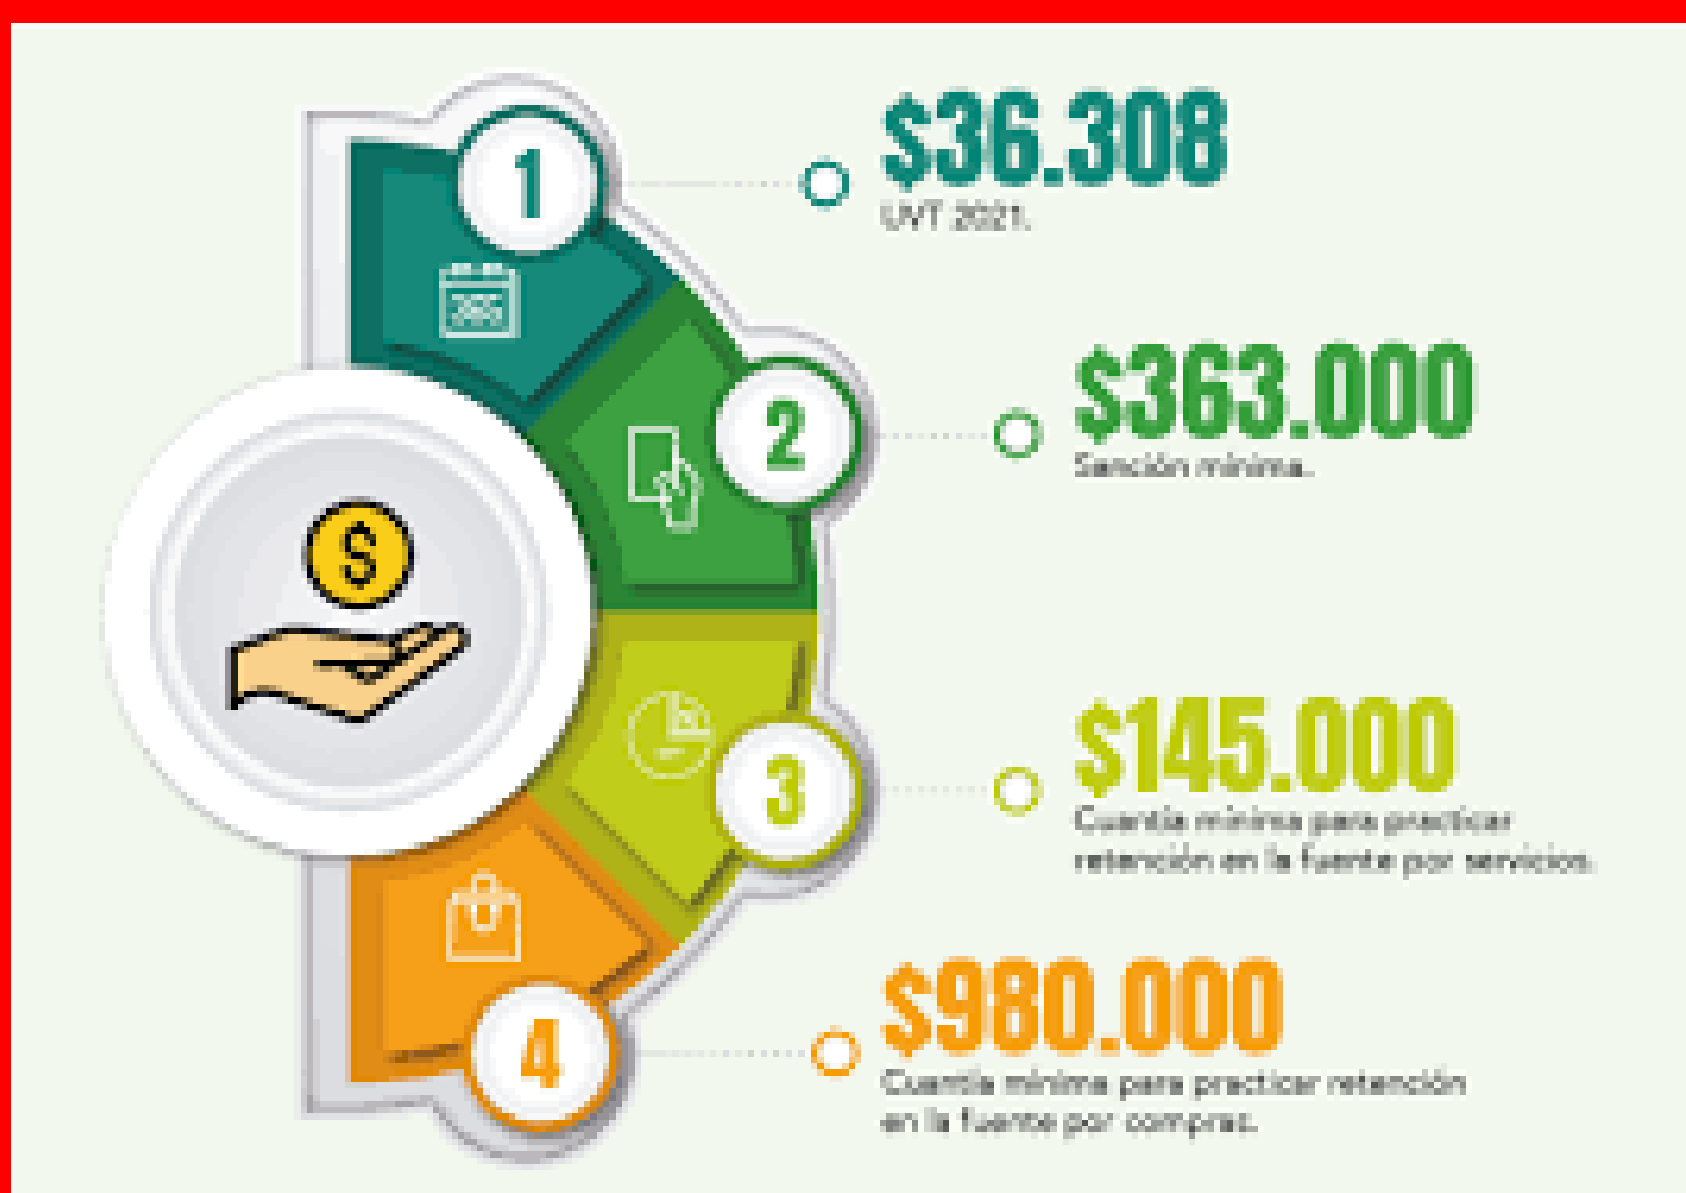 1
$36.308
UVT 2021.
365
2
$363.000
Sanción mínima.
$
3
$145.000
Cuantía mínima para practicar
retención en la fuente por servicios.
4
$980.000
Cuantía mínima para practicar retención
en la fuente por compras.